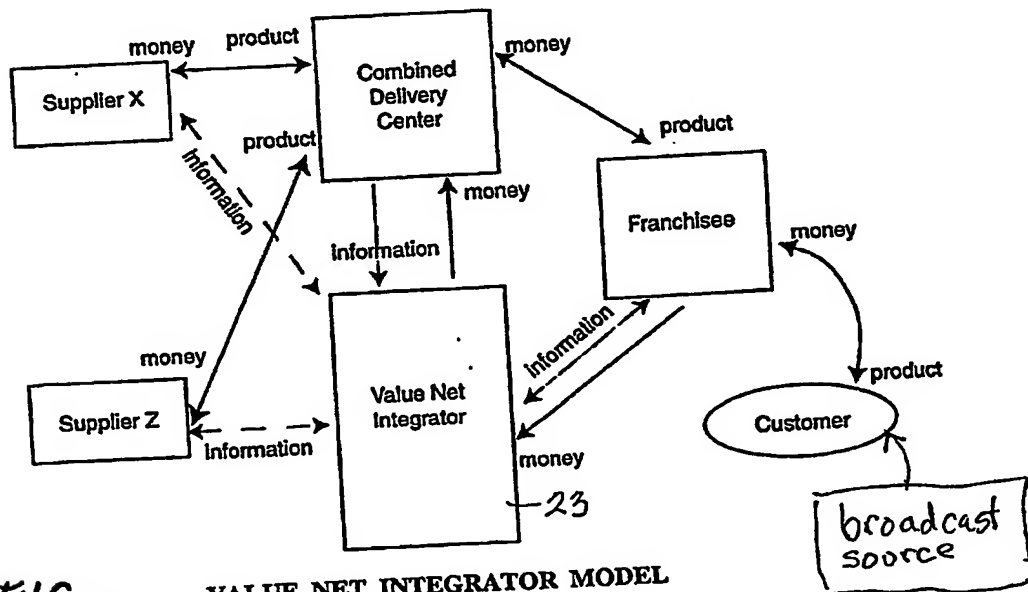 money
product
Supplier X
Combined
Delivery
Center
money
product
product
information
money
information
Franchisee
money
money
Supplier Z
information
Value Net
Integrator
information
money
23
product
Customer
broadcast
source
VALUE NET INTEGRATOR MODEL